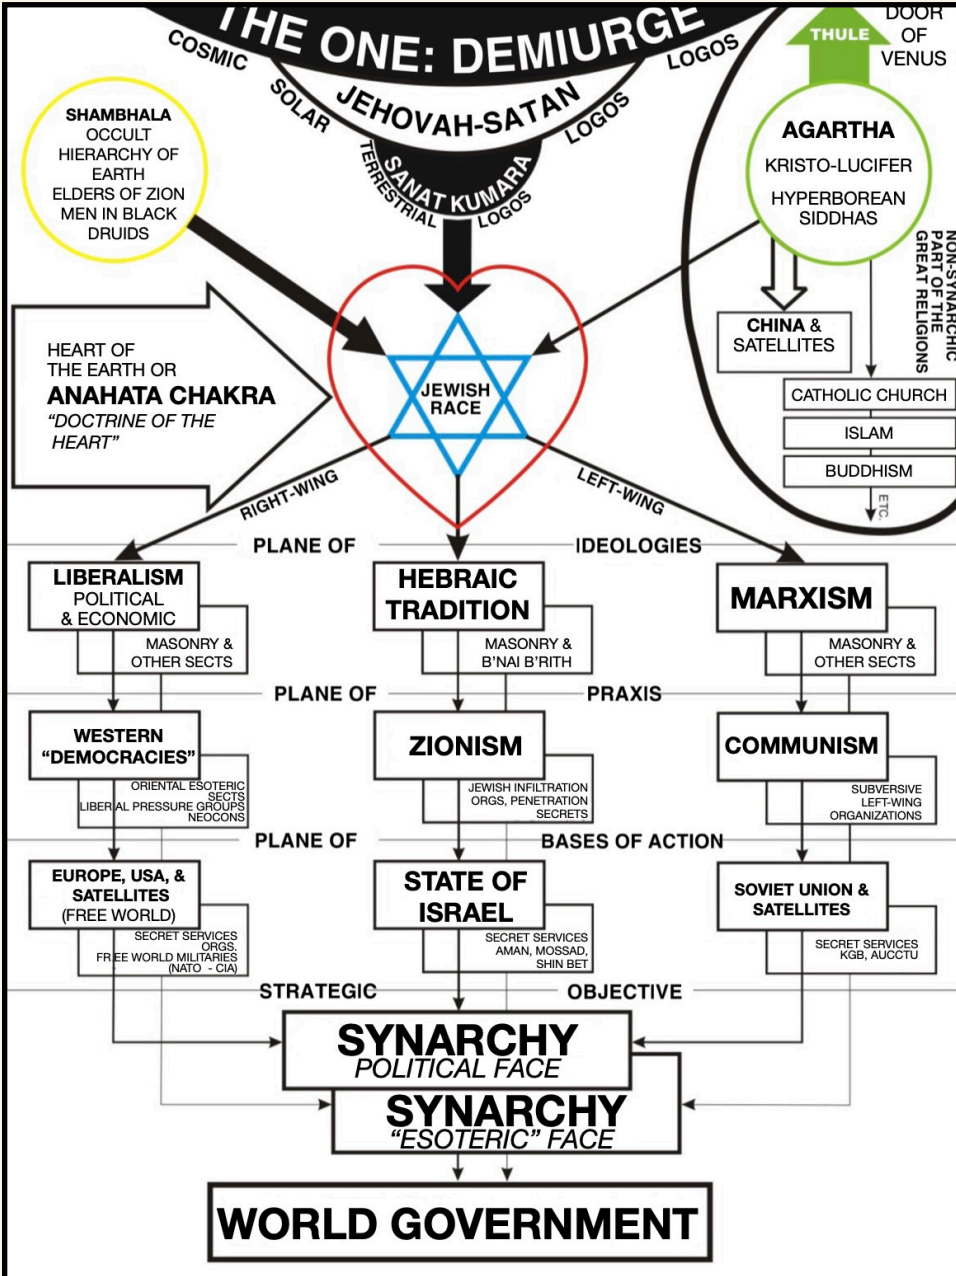 THE ONE: DEMIURGE
COSMIC
LOGOS
SOLAR
JEHOVAH-SATAN
LOGOS
TERRESTRIAL
SANAT KUMARA
LOGOS
DOOR
OF
VENUS
THULE
SHAMBHALA
OCCULT
HIERARCHY OF
EARTH
ELDERS OF ZION
MEN IN BLACK
DRUIDS
AGARTHA
KRISTO-LUCIFER
HYPERBOREAN
SIDDHAS
NON-SYNARCHIC
PART OF THE
GREAT RELIGIONS
CHINA &
SATELLITES
CATHOLIC CHURCH
ISLAM
BUDDHISM
ETC.
HEART OF
THE EARTH OR
ANAHATA CHAKRA
“DOCTRINE OF THE
HEART”
JEWISH
RACE
RIGHT-WING
LEFT-WING
PLANE OF IDEOLOGIES
LIBERALISM
POLITICAL
& ECONOMIC
MASONRY &
OTHER SECTS
HEBRAIC
TRADITION
MASONRY &
B’NAI B’RITH
MARXISM
MASONRY &
OTHER SECTS
PLANE OF PRAXIS
WESTERN
“DEMOCRACIES”
ORIENTAL ESOTERIC
SECTS
LIBERAL PRESSURE GROUPS
NEOCONS
ZIONISM
JEWISH INFILTRATION
ORGS, PENETRATION
SECRETS
COMMUNISM
SUBVERSIVE
LEFT-WING
ORGANIZATIONS
PLANE OF BASES OF ACTION
EUROPE, USA, &
SATELLITES
(FREE WORLD)
SECRET SERVICES
ORGS.
FREE WORLD MILITARIES
(NATO - CIA)
STATE OF
ISRAEL
SECRET SERVICES
AMAN, MOSSAD,
SHIN BET
SOVIET UNION &
SATELLITES
SECRET SERVICES
KGB, AUCCTU
STRATEGIC OBJECTIVE
SYNARCHY
POLITICAL FACE
SYNARCHY
“ESOTERIC” FACE
WORLD GOVERNMENT